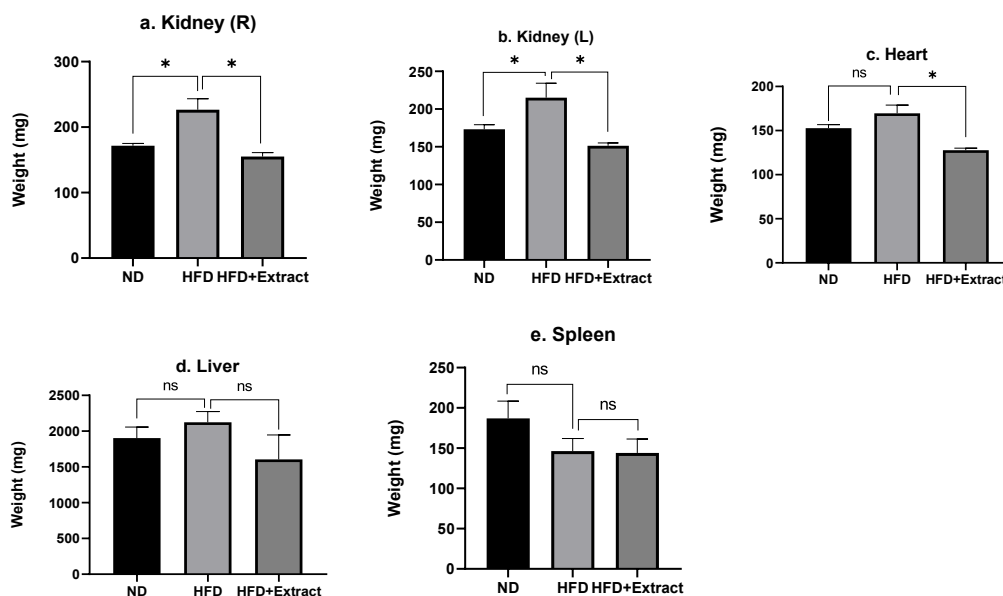 a. Kidney (R)
Weight (mg)
300
200
100
0
*
*
ND
HFD
HFD+Extract
b. Kidney (L)
Weight (mg)
250
200
150
100
50
0
*
*
ND
HFD
HFD+Extract
c. Heart
Weight (mg)
200
150
100
50
0
ns
*
ND
HFD
HFD+Extract
d. Liver
Weight (mg)
2500
2000
1500
1000
500
0
ns
ns
ND
HFD
HFD+Extract
e. Spleen
Weight (mg)
250
200
150
100
50
0
ns
ns
ND
HFD
HFD+Extract